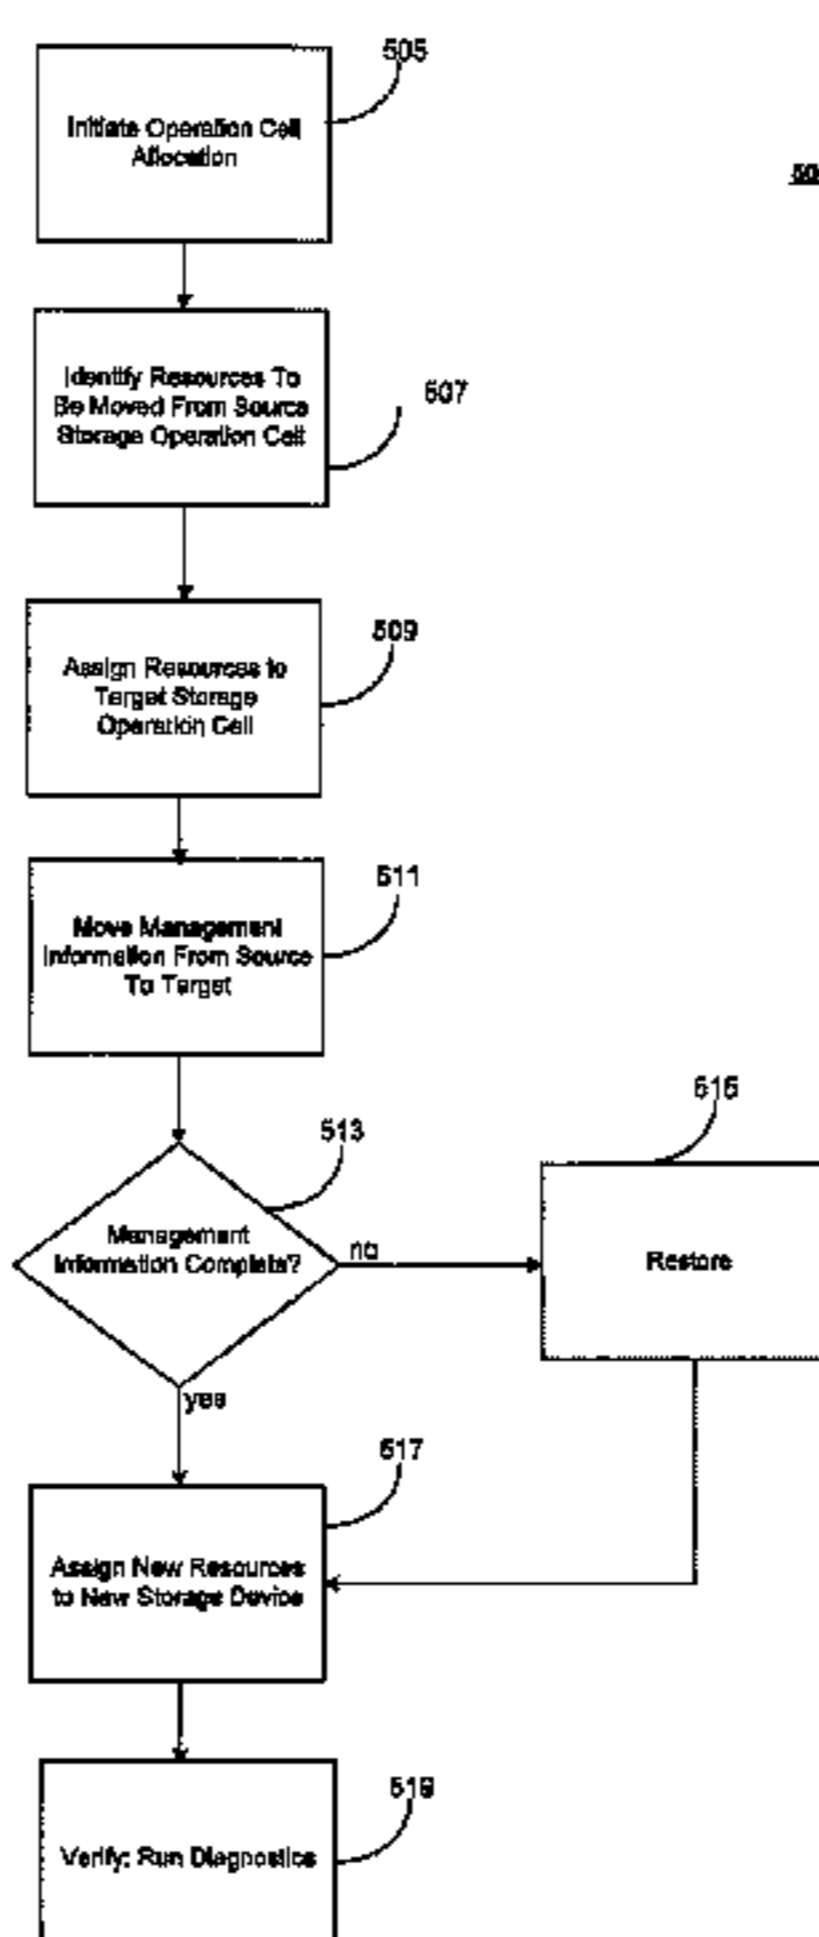 505
Initiate Operation Cell
Allocation
507
Identify Resources To
Be Moved From Source
Storage Operation Cell
509
Assign Resources to
Target Storage
Operation Cell
511
Move Management
Information From Source
To Target
513
Management
Information Complete?
no
515
Restore
yes
517
Assign New Resources
to New Storage Device
519
Verify: Run Diagnostics